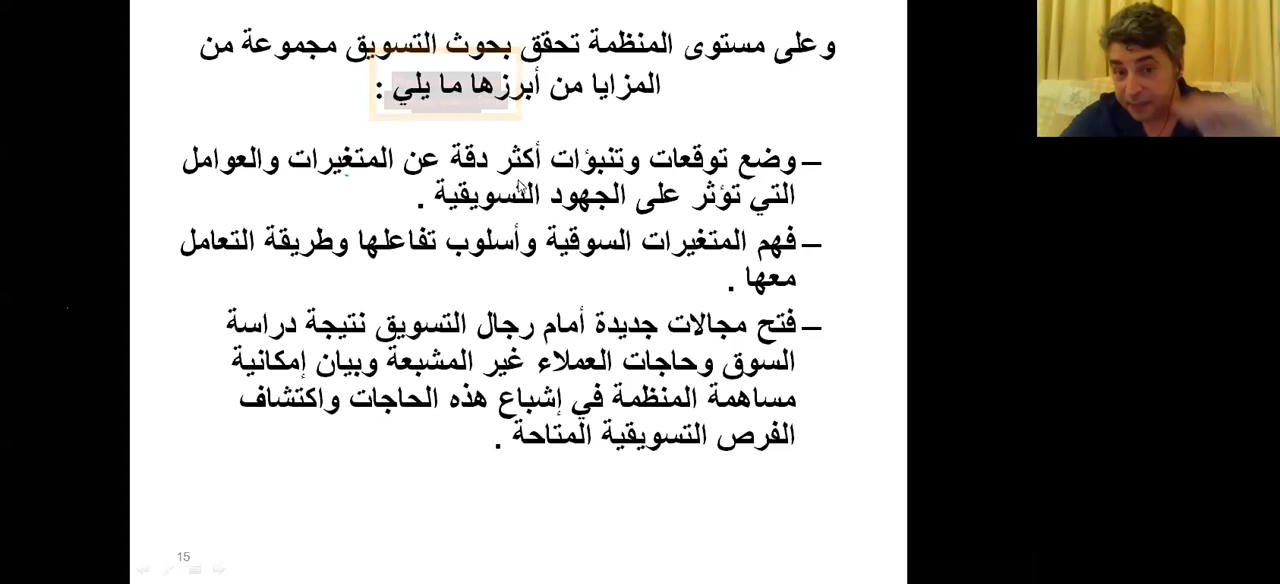 وعلى مستوى المنظمة تحقق بحوث التسويق مجموعة من
المزايا من أبرزها ما يلي :
– وضع توقعات وتنبؤات أكثر دقة عن المتغيرات والعوامل
التي تؤثر على الجهود التسويقية .
– فهم المتغيرات السوقية وأسلوب تفاعلها وطريقة التعامل
معها .
– فتح مجالات جديدة أمام رجال التسويق نتيجة دراسة
السوق وحاجات العملاء غير المشبعة وبيان إمكانية
مساهمة المنظمة في إشباع هذه الحاجات واكتشاف
الفرص التسويقية المتاحة .
15